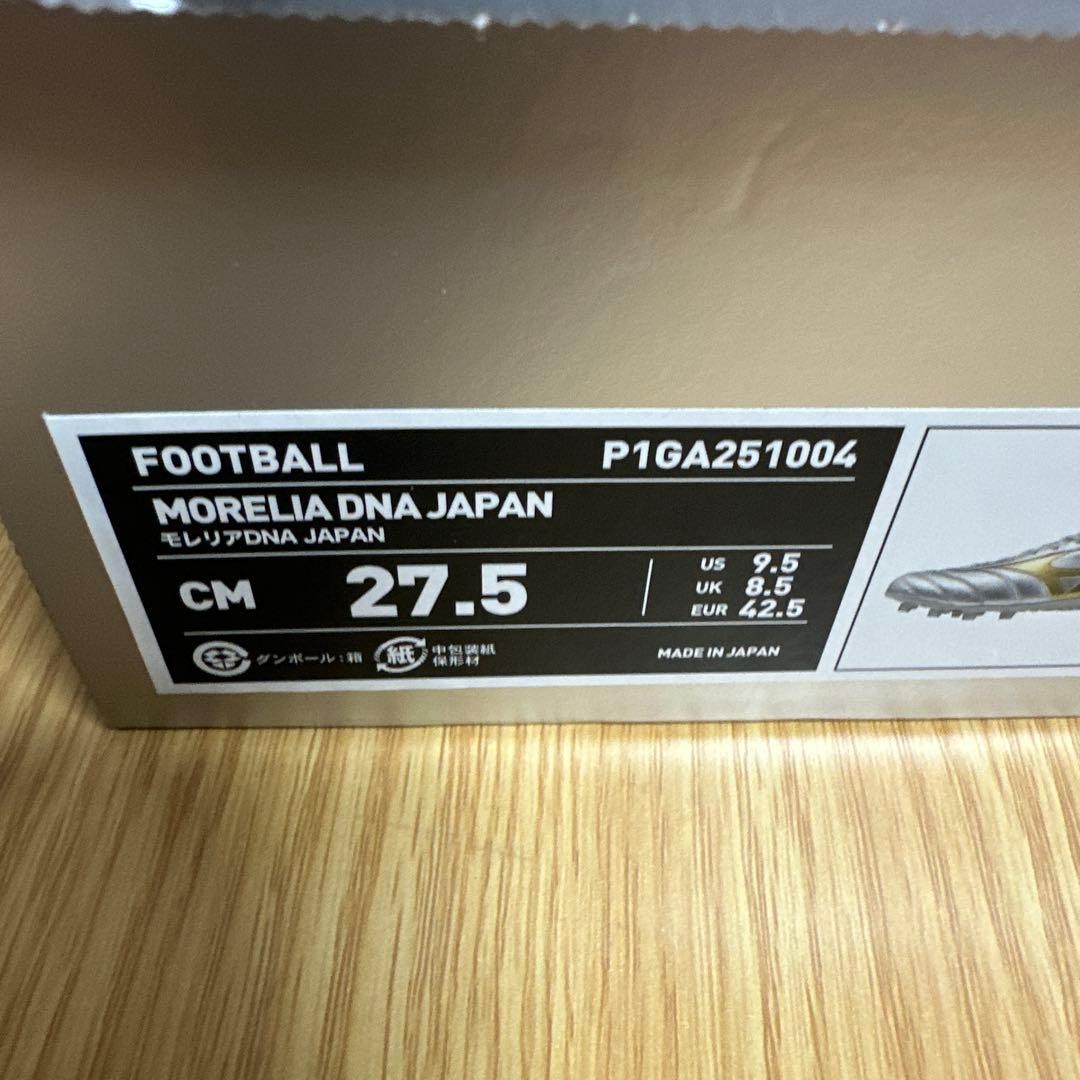 FOOTBALL P1GA251004
MORELIA DNA JAPAN
モレリアDNA JAPAN
CM 27.5
US 9.5
UK 8.5
EUR 42.5
ダンボール:箱
紙 中包装紙
保形材
MADE IN JAPAN